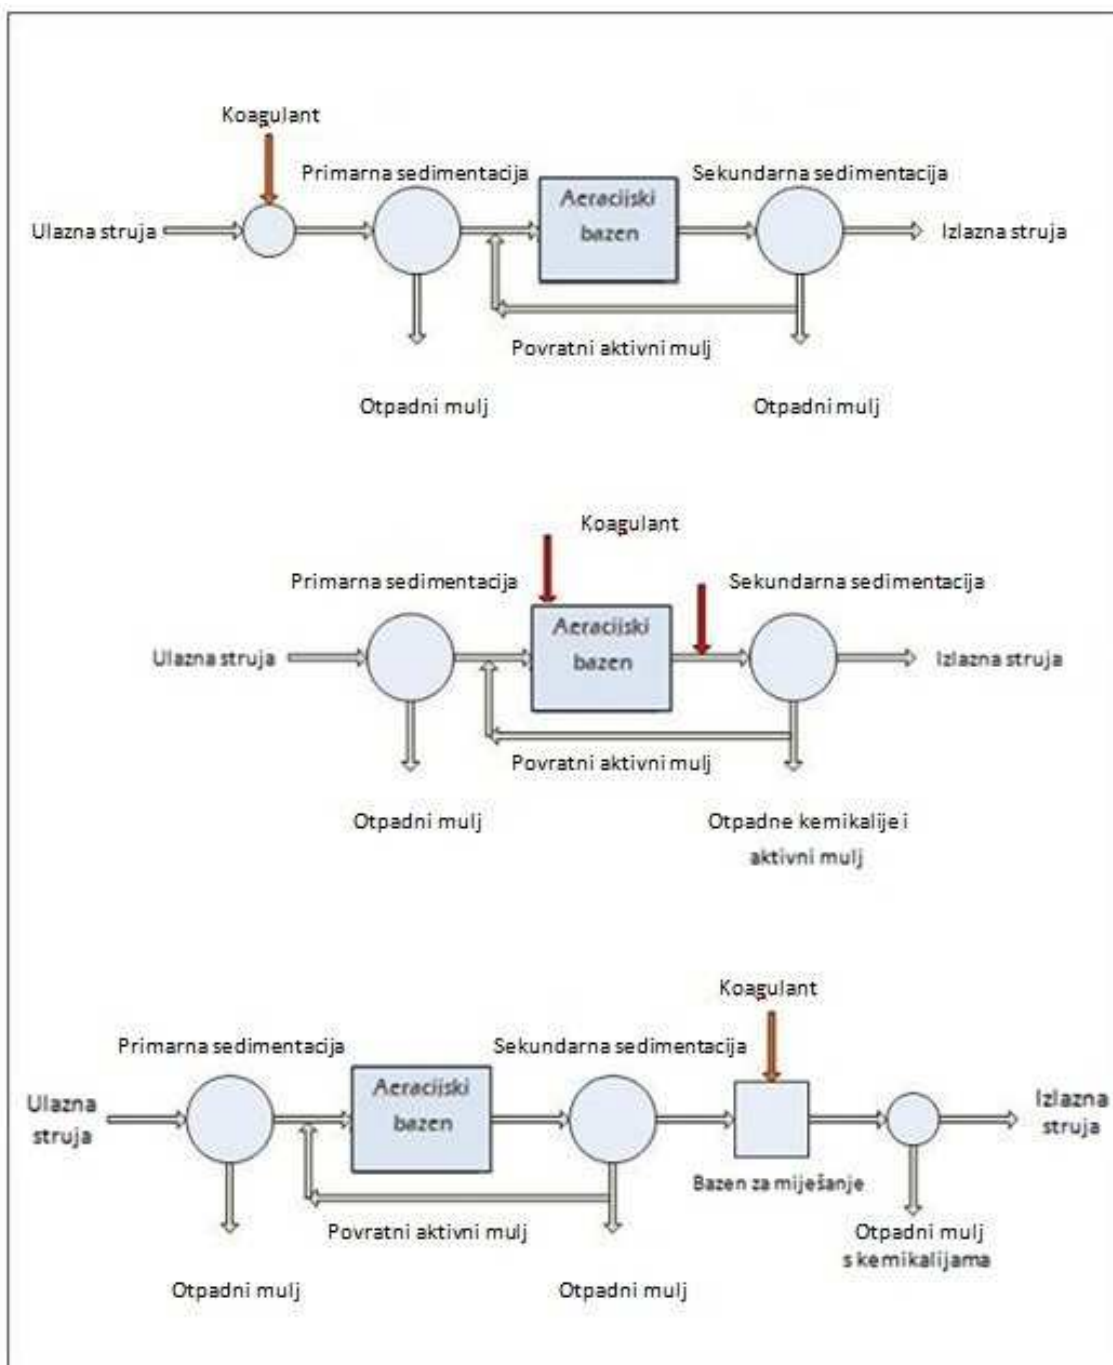 Koagulant
Primarna sedimentacija
Sekundarna sedimentacija
Ulazna struja
Aeracijski
bazen
Izlazna struja
Povratni aktivni mulj
Otpadni mulj
Otpadni mulj
Koagulant
Primarna sedimentacija
Sekundarna sedimentacija
Ulazna struja
Aeracijski
bazen
Izlazna struja
Povratni aktivni mulj
Otpadni mulj
Otpadne kemikalije i
aktivni mulj
Koagulant
Primarna sedimentacija
Sekundarna sedimentacija
Ulazna
struja
Aeracijski
bazen
Izlazna
struja
Bazen za miješanje
Povratni aktivni mulj
Otpadni mulj
s kemikalijama
Otpadni mulj
Otpadni mulj